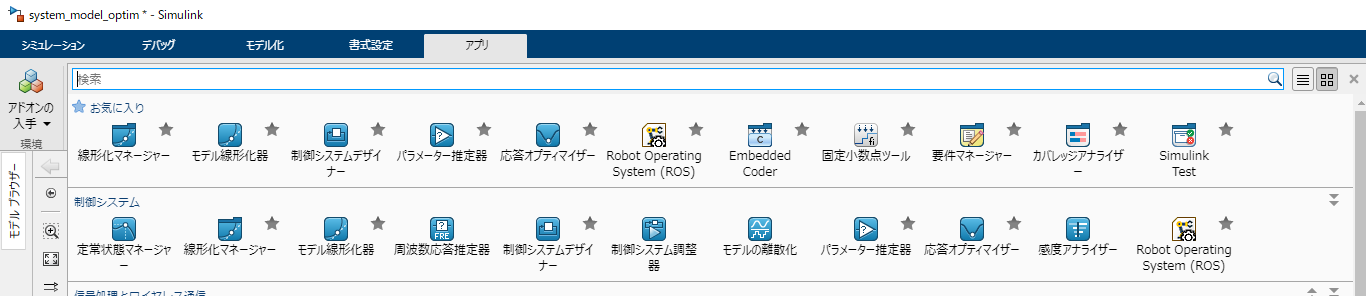 system_model_optim * - Simulink
シミュレーション
デバッグ
モデル化
書式設定
アプリ
アドオンの
入手
環境
検索
お気に入り
線形化マネージャー
モデル線形化器
制御システムデザイ
ナー
パラメーター推定器
応答オプティマイザー
Robot Operating
System (ROS)
Embedded
Coder
固定小数点ツール
要件マネージャー
カバレッジアナライザ
ー
Simulink
Test
モデル ブラウザー
制御システム
定常状態マネージャ
ー
線形化マネージャー
モデル線形化器
周波数応答推定器
制御システムデザイ
ナー
制御システム調整
器
モデルの離散化
パラメーター推定器
応答オプティマイザー
感度アナライザー
Robot Operating
System (ROS)
信号処理とワイヤレス通信